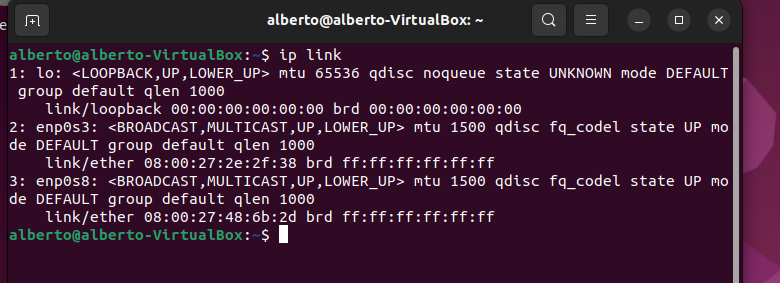 alberto@alberto-VirtualBox: ~
alberto@alberto-VirtualBox:~$ ip link
1: lo: <LOOPBACK,UP,LOWER_UP> mtu 65536 qdisc noqueue state UNKNOWN mode DEFAULT
 group default qlen 1000
    link/loopback 00:00:00:00:00:00 brd 00:00:00:00:00:00
2: enp0s3: <BROADCAST,MULTICAST,UP,LOWER_UP> mtu 1500 qdisc fq_codel state UP mo
de DEFAULT group default qlen 1000
    link/ether 08:00:27:2e:2f:38 brd ff:ff:ff:ff:ff:ff
3: enp0s8: <BROADCAST,MULTICAST,UP,LOWER_UP> mtu 1500 qdisc fq_codel state UP mo
de DEFAULT group default qlen 1000
    link/ether 08:00:27:48:6b:2d brd ff:ff:ff:ff:ff:ff
alberto@alberto-VirtualBox:~$